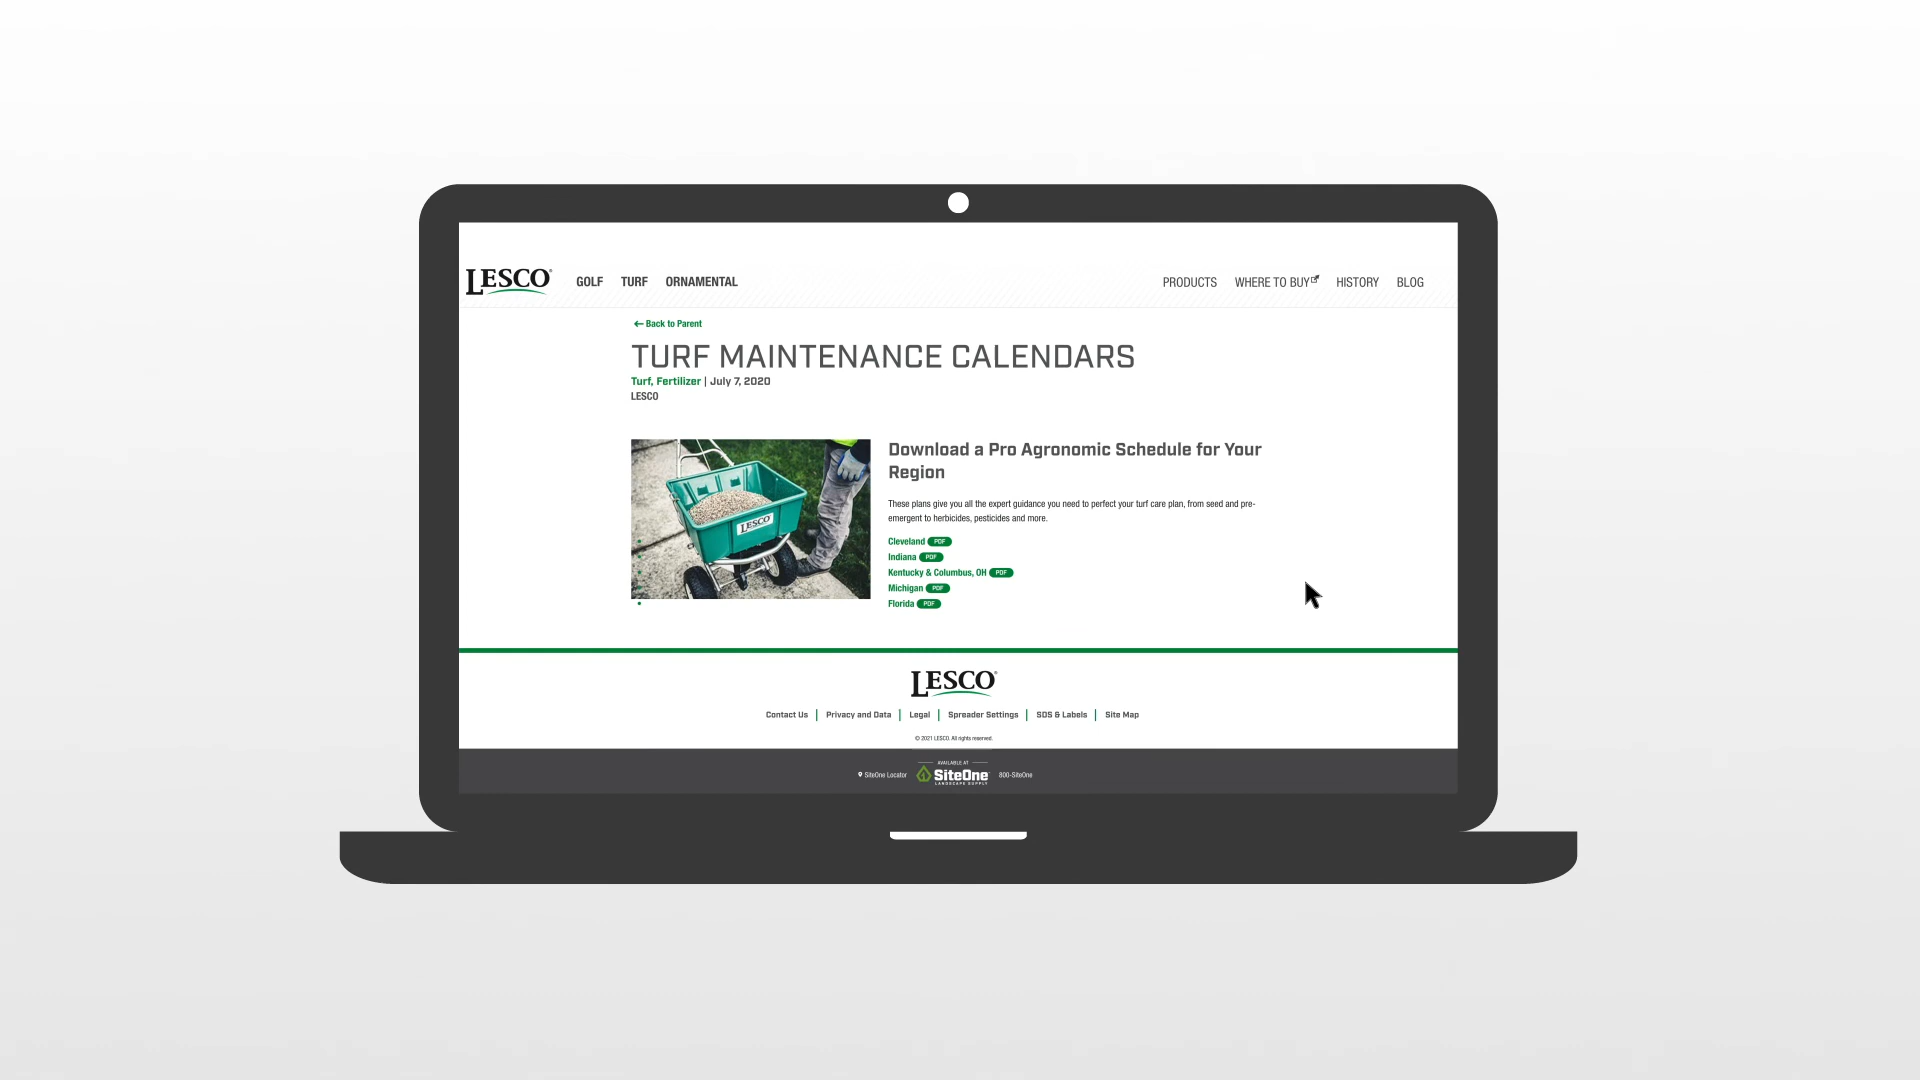 LESCO®
GOLF TURF ORNAMENTAL
PRODUCTS WHERE TO BUY HISTORY BLOG
Back to Parent
TURF MAINTENANCE CALENDARS
Turf, Fertilizer | July 7, 2020
LESCO
LESCO
Download a Pro Agronomic Schedule for Your
Region
These plans give you all the expert guidance you need to perfect your turf care plan, from seed and pre-
emergent to herbicides, pesticides and more.
Cleveland PDF
Indiana PDF
Kentucky & Columbus, OH PDF
Michigan PDF
Florida PDF
LESCO®
Contact Us | Privacy and Data | Legal | Spreader Settings | SDS & Labels | Site Map
© 2021 LESCO. All rights reserved.
SiteOne Locator
AVAILABLE AT
SiteOne
LANDSCAPE SUPPLY
800-SiteOne